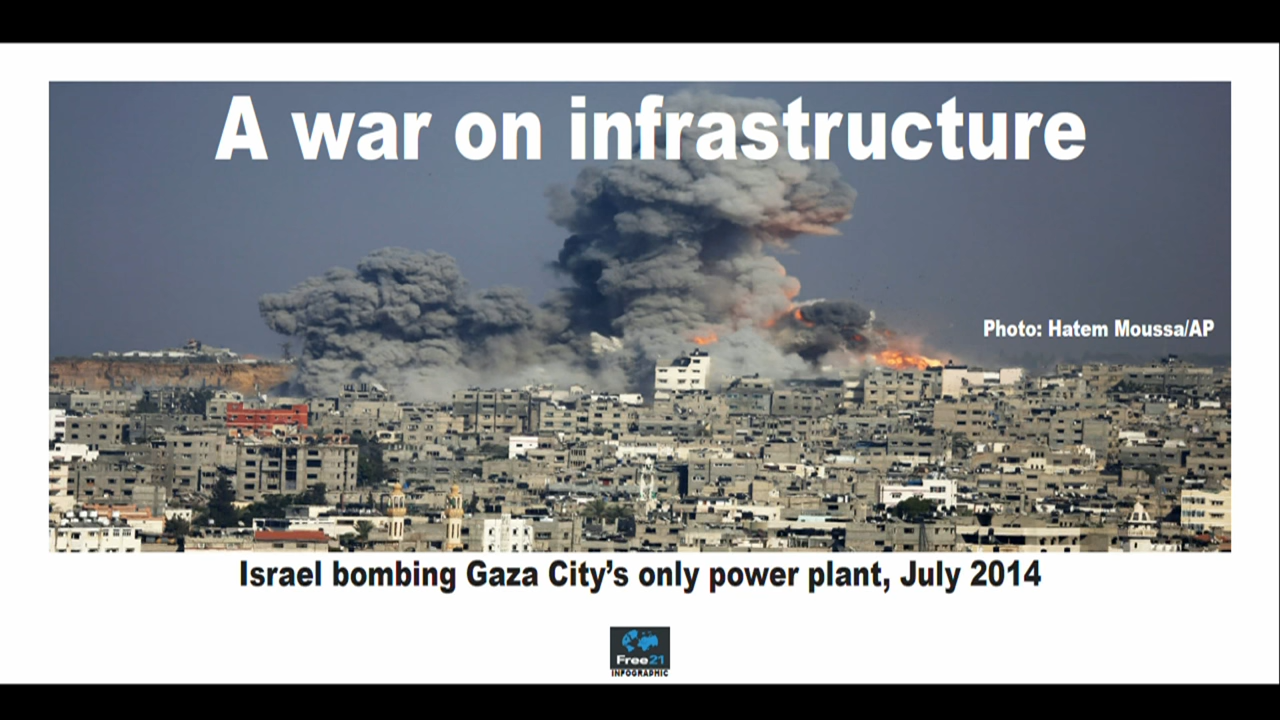 A war on infrastructure
Photo: Hatem Moussa/AP
Israel bombing Gaza City’s only power plant, July 2014
Free21
INFOGRAPHIC